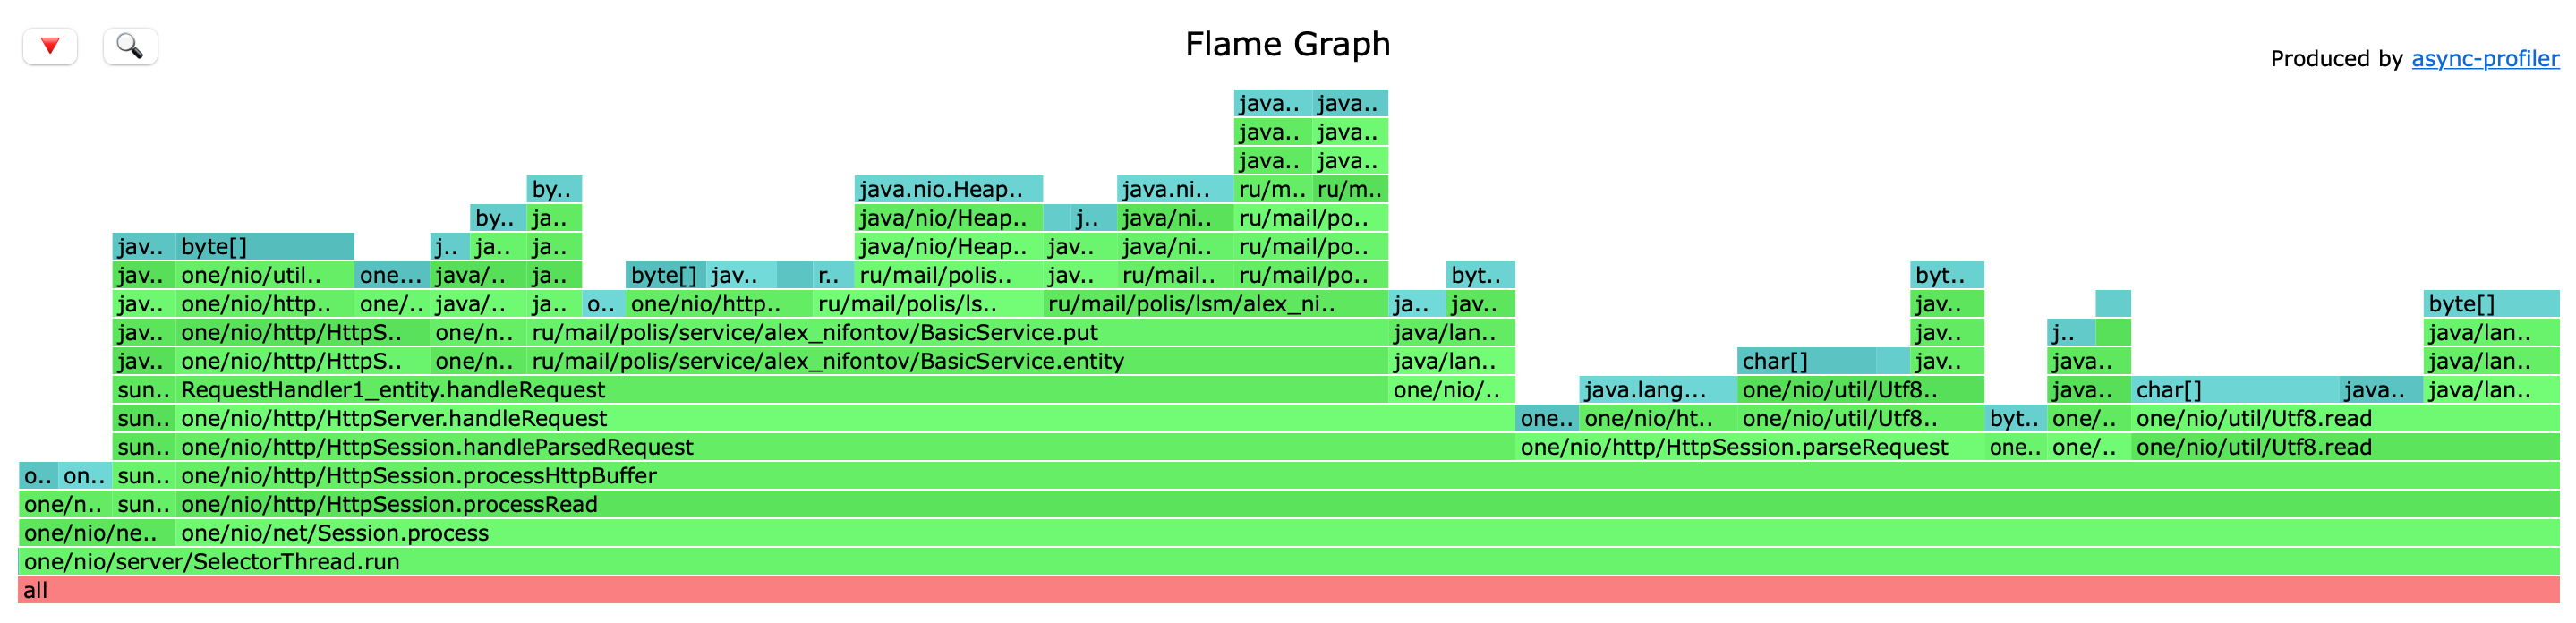 Flame Graph
Produced by async-profiler
java.. java..
java.. java..
java.. java..
by.. java.nio.Heap.. java.ni.. ru/m.. ru/m..
by.. ja.. java/nio/Heap.. j.. java/ni.. ru/mail/po..
jav.. byte[] j.. ja.. ja.. java/nio/Heap.. jav.. java/ni.. ru/mail/po..
jav.. one/nio/util.. one... java/.. ja.. byte[] jav.. r.. ru/mail/polis.. jav.. ru/mail.. ru/mail/po.. byt.. byt..
jav.. one/nio/http.. one/.. java/.. ja.. o.. one/nio/http.. ru/mail/polis/ls.. ru/mail/polis/lsm/alex_ni.. ja.. jav.. jav.. byte[]
jav.. one/nio/http/HttpS.. one/n.. ru/mail/polis/service/alex_nifontov/BasicService.put java/lan.. jav.. j.. java/lan..
jav.. one/nio/http/HttpS.. one/n.. ru/mail/polis/service/alex_nifontov/BasicService.entity java/lan.. char[] jav.. java.. java/lan..
sun.. RequestHandler1_entity.handleRequest one/nio/.. java.lang... one/nio/util/Utf8.. java.. char[] java.. java/lan..
sun.. one/nio/http/HttpServer.handleRequest one.. one/nio/ht.. one/nio/util/Utf8.. byt.. one/.. one/nio/util/Utf8.read
sun.. one/nio/http/HttpSession.handleParsedRequest one/nio/http/HttpSession.parseRequest one.. one/.. one/nio/util/Utf8.read
o.. on.. sun.. one/nio/http/HttpSession.processHttpBuffer
one/n.. sun.. one/nio/http/HttpSession.processRead
one/nio/ne.. one/nio/net/Session.process
one/nio/server/SelectorThread.run
all